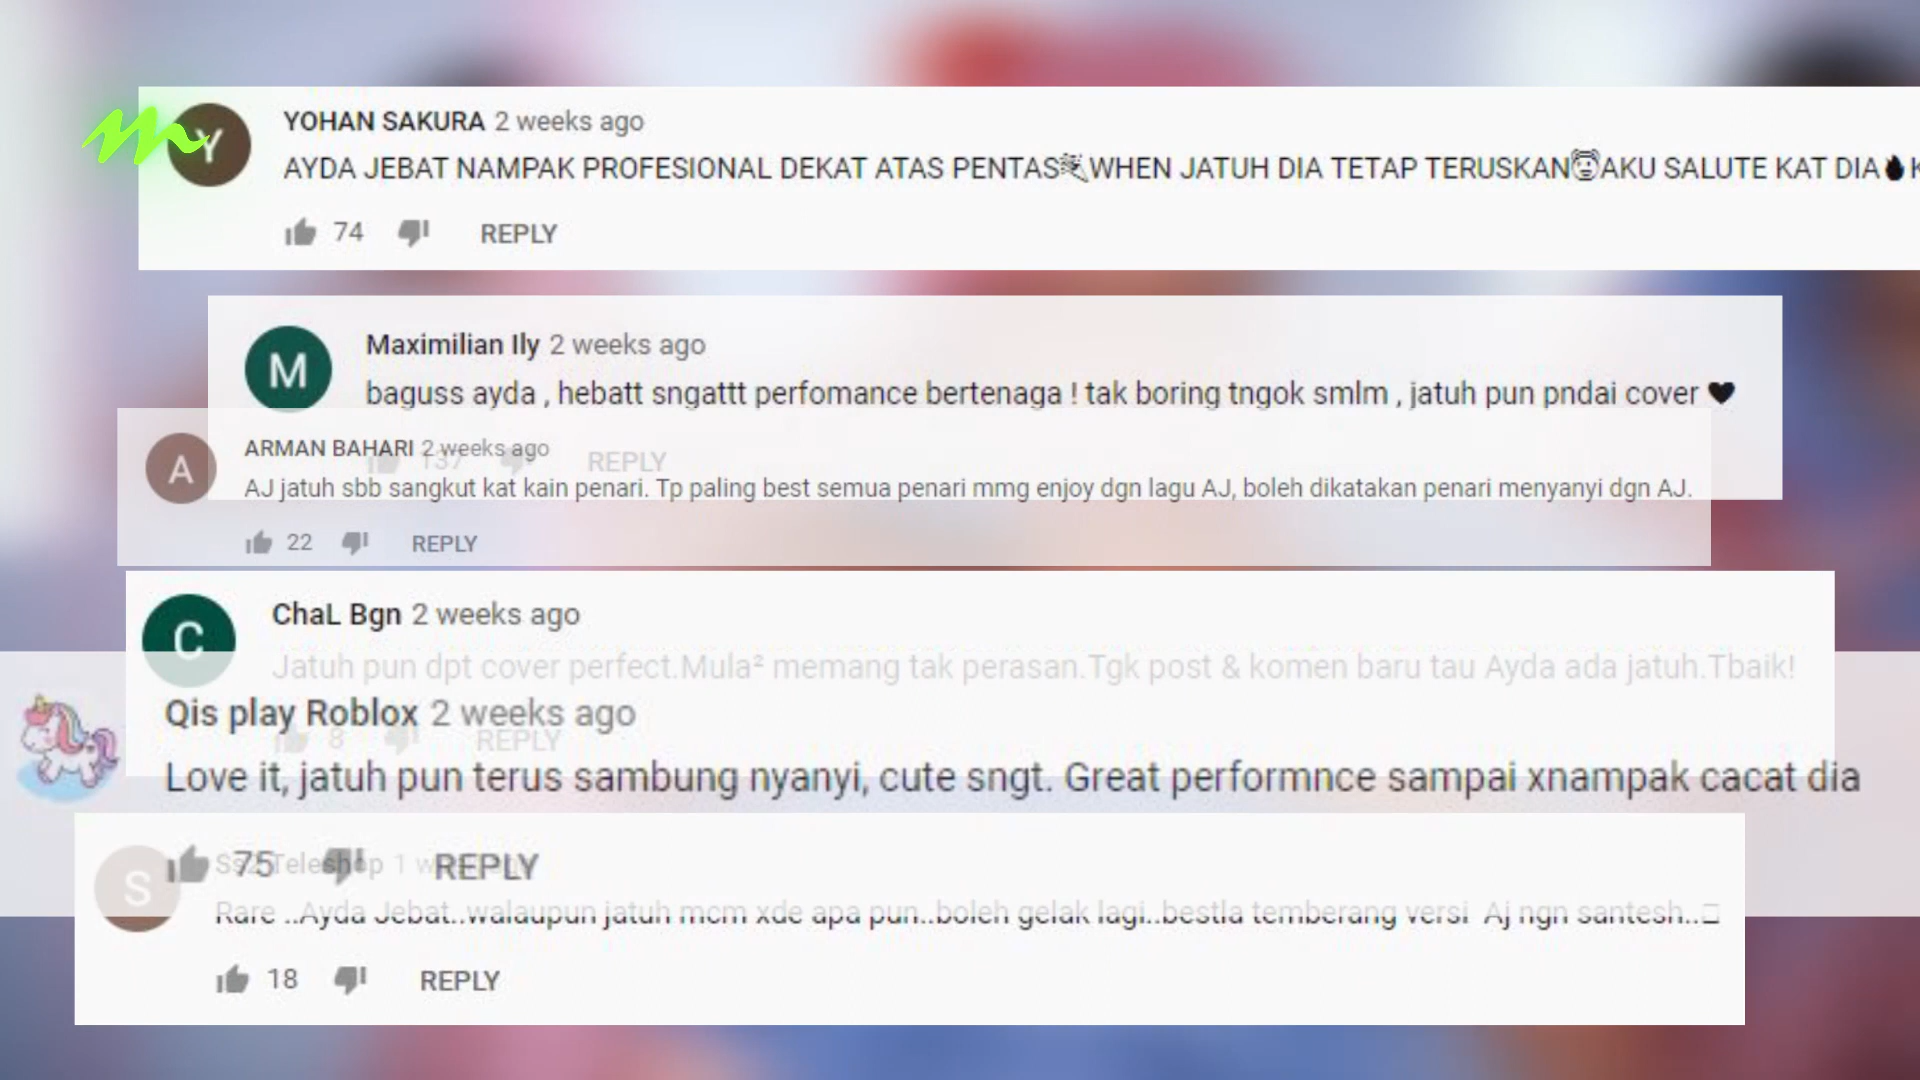 m
Y
YOHAN SAKURA 2 weeks ago
AYDA JEBAT NAMPAK PROFESIONAL DEKAT ATAS PENTAS🎉WHEN JATUH DIA TETAP TERUSKAN AKU SALUTE KAT DIA🔥K
74 REPLY
M
Maximilian Ily 2 weeks ago
baguss ayda , hebatt sngattt perfomance bertenaga ! tak boring tngok smlm , jatuh pun pndai cover ♥
137 REPLY
A
ARMAN BAHARI 2 weeks ago
AJ jatuh sbb sangkut kat kain penari. Tp paling best semua penari mmg enjoy dgn lagu AJ, boleh dikatakan penari menyanyi dgn AJ.
22 REPLY
C
ChaL Bgn 2 weeks ago
Jatuh pun dpt cover perfect.Mula² memang tak perasan.Tgk post & komen baru tau Ayda ada jatuh.Tbaik!
8 REPLY
Qis play Roblox 2 weeks ago
Love it, jatuh pun terus sambung nyanyi, cute sngt. Great performnce sampai xnampak cacat dia
75 REPLY
S
Teleshop 1
Rare ..Ayda Jebat..walaupun jatuh mcm xde apa pun..boleh gelak lagi..bestla temberang versi Aj ngn santesh..
18 REPLY